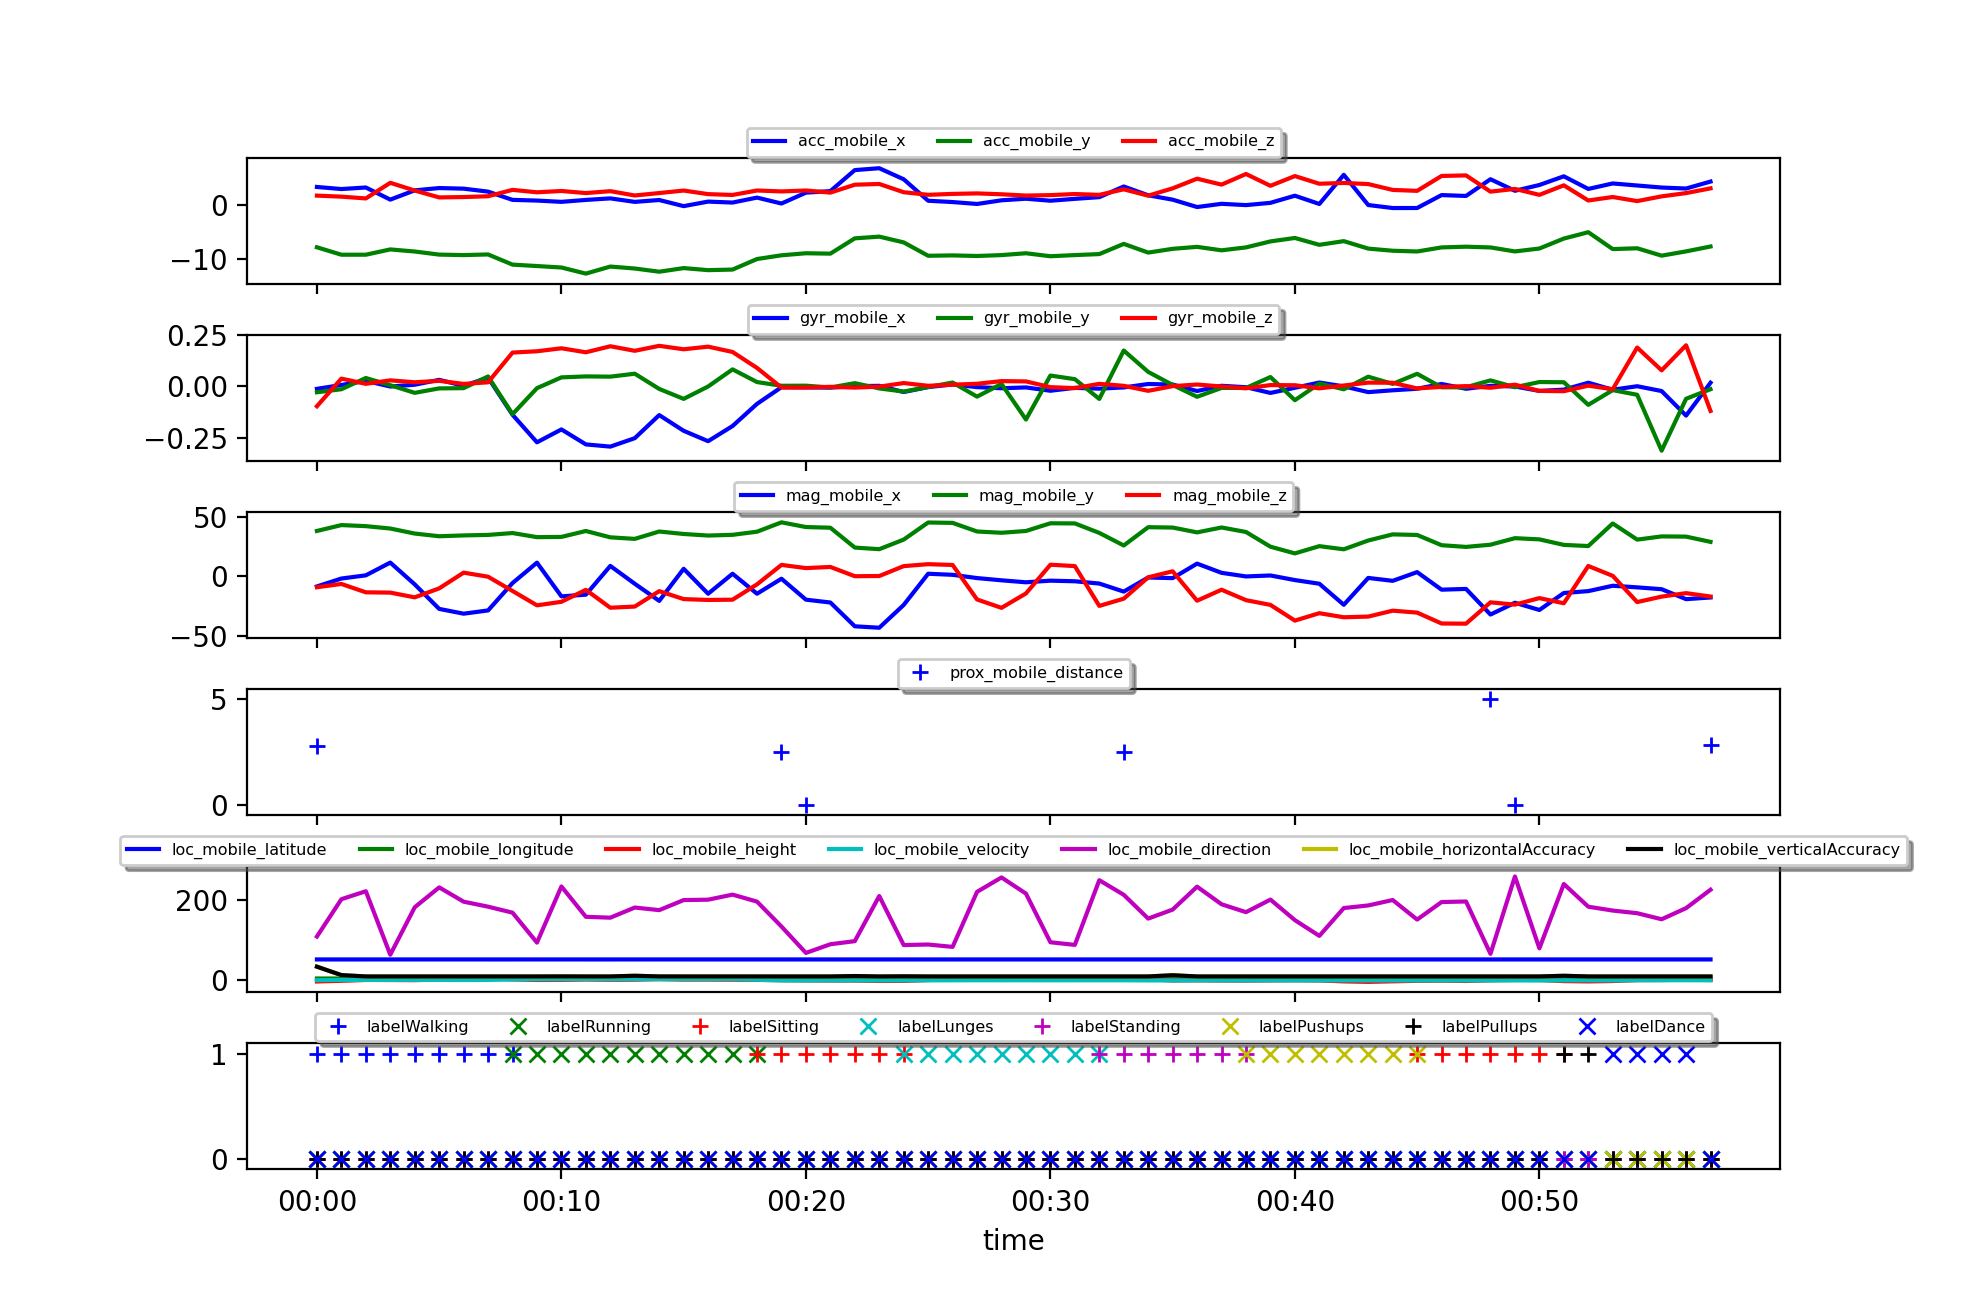 acc_mobile_x acc_mobile_y acc_mobile_z
0
−10
gyr_mobile_x gyr_mobile_y gyr_mobile_z
0.25
0.00
−0.25
mag_mobile_x mag_mobile_y mag_mobile_z
50
0
−50
prox_mobile_distance
5
0
loc_mobile_latitude loc_mobile_longitude loc_mobile_height loc_mobile_velocity loc_mobile_direction loc_mobile_horizontalAccuracy loc_mobile_verticalAccuracy
200
0
labelWalking labelRunning labelSitting labelLunges labelStanding labelPushups labelPullups labelDance
1
0
00:00 00:10 00:20 00:30 00:40 00:50
time